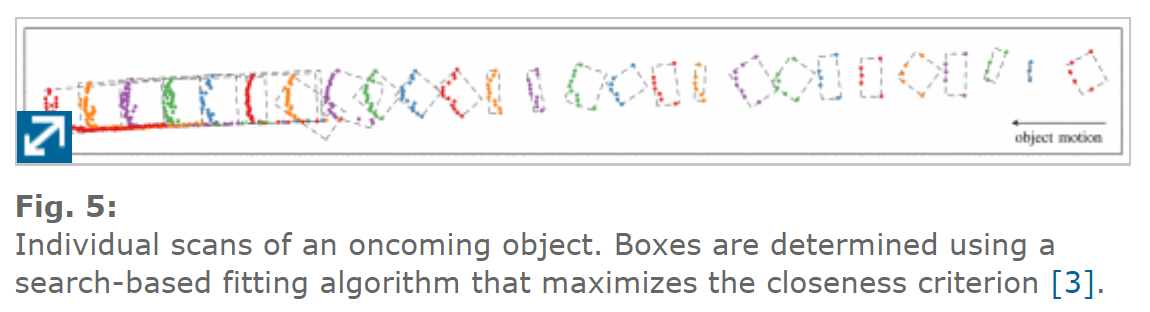 object motion
Fig. 5:
Individual scans of an oncoming object. Boxes are determined using a
search-based fitting algorithm that maximizes the closeness criterion [3].